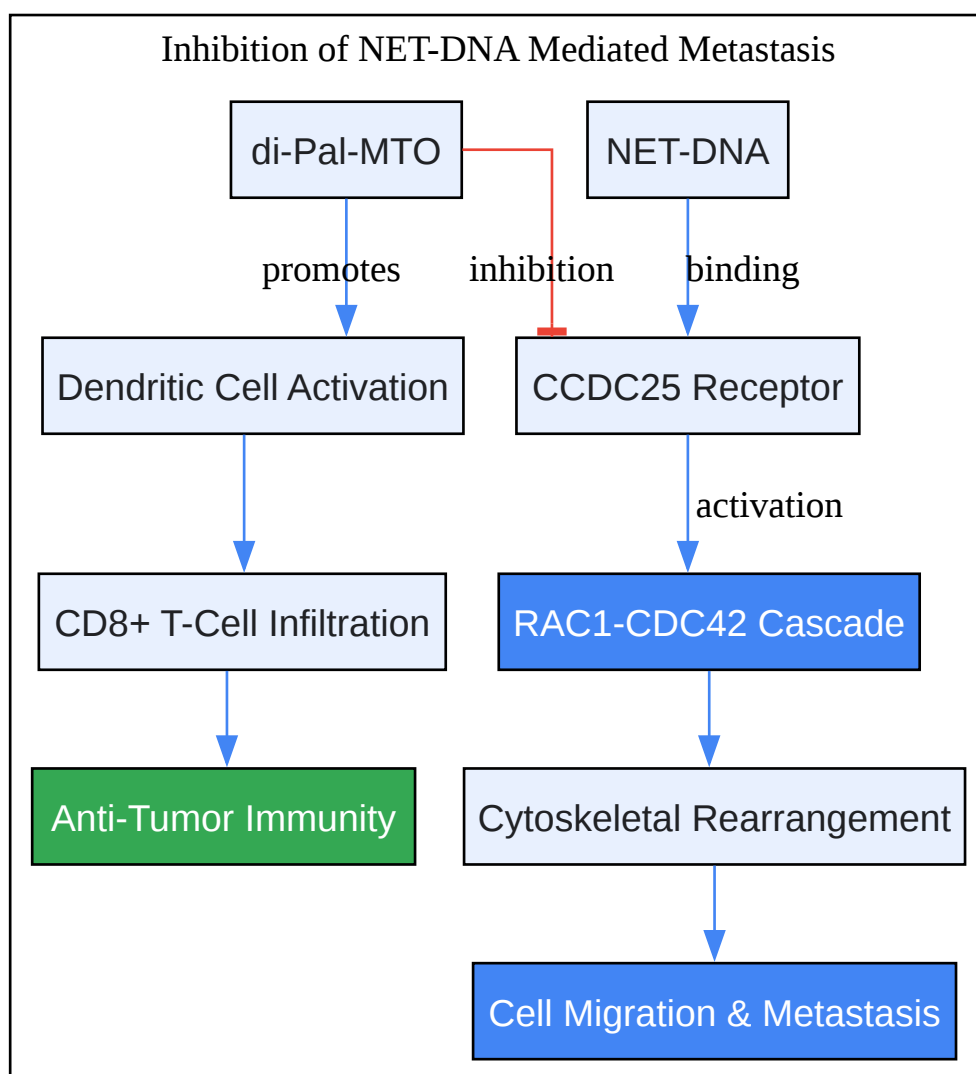 Inhibition of NET-DNA Mediated Metastasis
di-Pal-MTO
NET-DNA
promotes
inhibition
binding
Dendritic Cell Activation
CCDC25 Receptor
activation
CD8+ T-Cell Infiltration
RAC1-CDC42 Cascade
Anti-Tumor Immunity
Cytoskeletal Rearrangement
Cell Migration & Metastasis